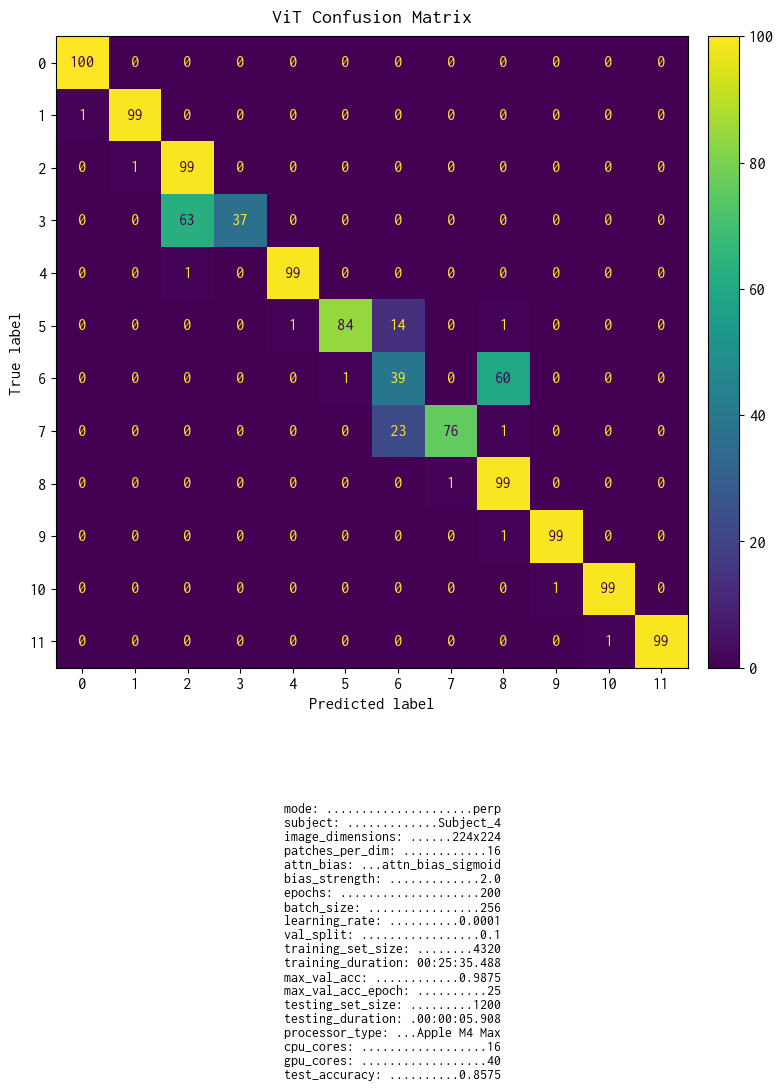 ViT Confusion Matrix
0 100 0 0 0 0 0 0 0 0 0 0 0
1 1 99 0 0 0 0 0 0 0 0 0 0
2 0 1 99 0 0 0 0 0 0 0 0 0
3 0 0 63 37 0 0 0 0 0 0 0 0
4 0 0 1 0 99 0 0 0 0 0 0 0
5 0 0 0 0 1 84 14 0 1 0 0 0
6 0 0 0 0 0 1 39 0 60 0 0 0
7 0 0 0 0 0 0 23 76 1 0 0 0
8 0 0 0 0 0 0 0 1 99 0 0 0
9 0 0 0 0 0 0 0 0 1 99 0 0
10 0 0 0 0 0 0 0 0 0 1 99 0
11 0 0 0 0 0 0 0 0 0 0 1 99
0 1 2 3 4 5 6 7 8 9 10 11
Predicted label
True label
100
80
60
40
20
0
mode: .....................perp
subject: .............Subject_4
image_dimensions: ......224x224
patches_per_dim: ............16
attn_bias: ...attn_bias_sigmoid
bias_strength: .............2.0
epochs: ....................200
batch_size: ................256
learning_rate: ..........0.0001
val_split: .................0.1
training_set_size: ........4320
training_duration: 00:25:35.488
max_val_acc: ............0.9875
max_val_acc_epoch: ..........25
testing_set_size: .........1200
testing_duration: .00:00:05.908
processor_type: ...Apple M4 Max
cpu_cores: ..................16
gpu_cores: ..................40
test_accuracy: ..........0.8575